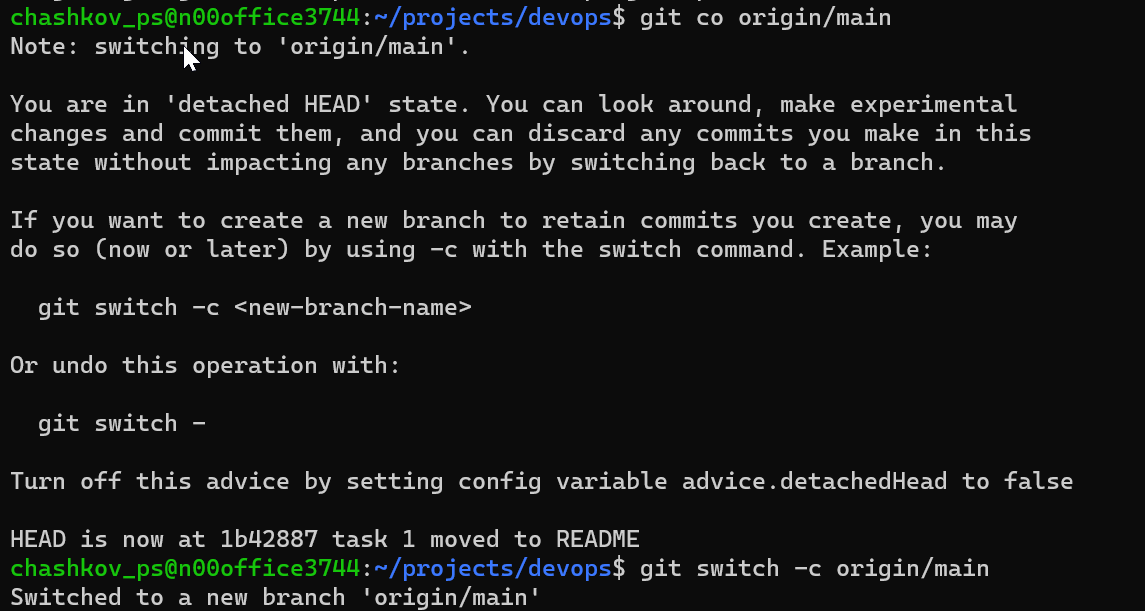 chashkov_ps@n00office3744:~/projects/devops$ git co origin/main
Note: switching to 'origin/main'.
You are in 'detached HEAD' state. You can look around, make experimental
changes and commit them, and you can discard any commits you make in this
state without impacting any branches by switching back to a branch.
If you want to create a new branch to retain commits you create, you may
do so (now or later) by using -c with the switch command. Example:
git switch -c <new-branch-name>
Or undo this operation with:
git switch -
Turn off this advice by setting config variable advice.detachedHead to false
HEAD is now at 1b42887 task 1 moved to README
chashkov_ps@n00office3744:~/projects/devops$ git switch -c origin/main
Switched to a new branch 'origin/main'